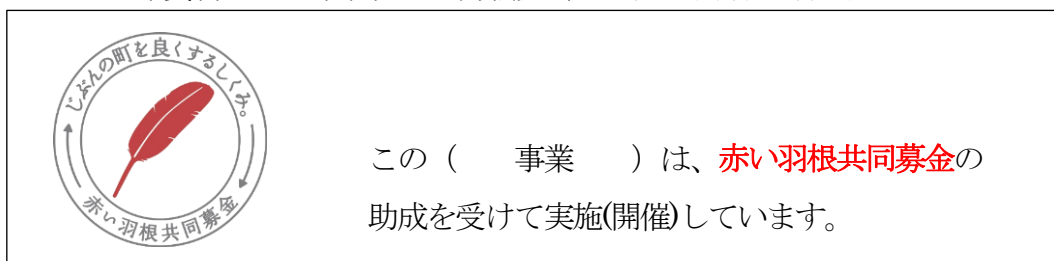 じぶんの町を良くするしくみ。
赤い羽根共同募金
この（　　事業　　）は、赤い羽根共同募金の
助成を受けて実施(開催)しています。